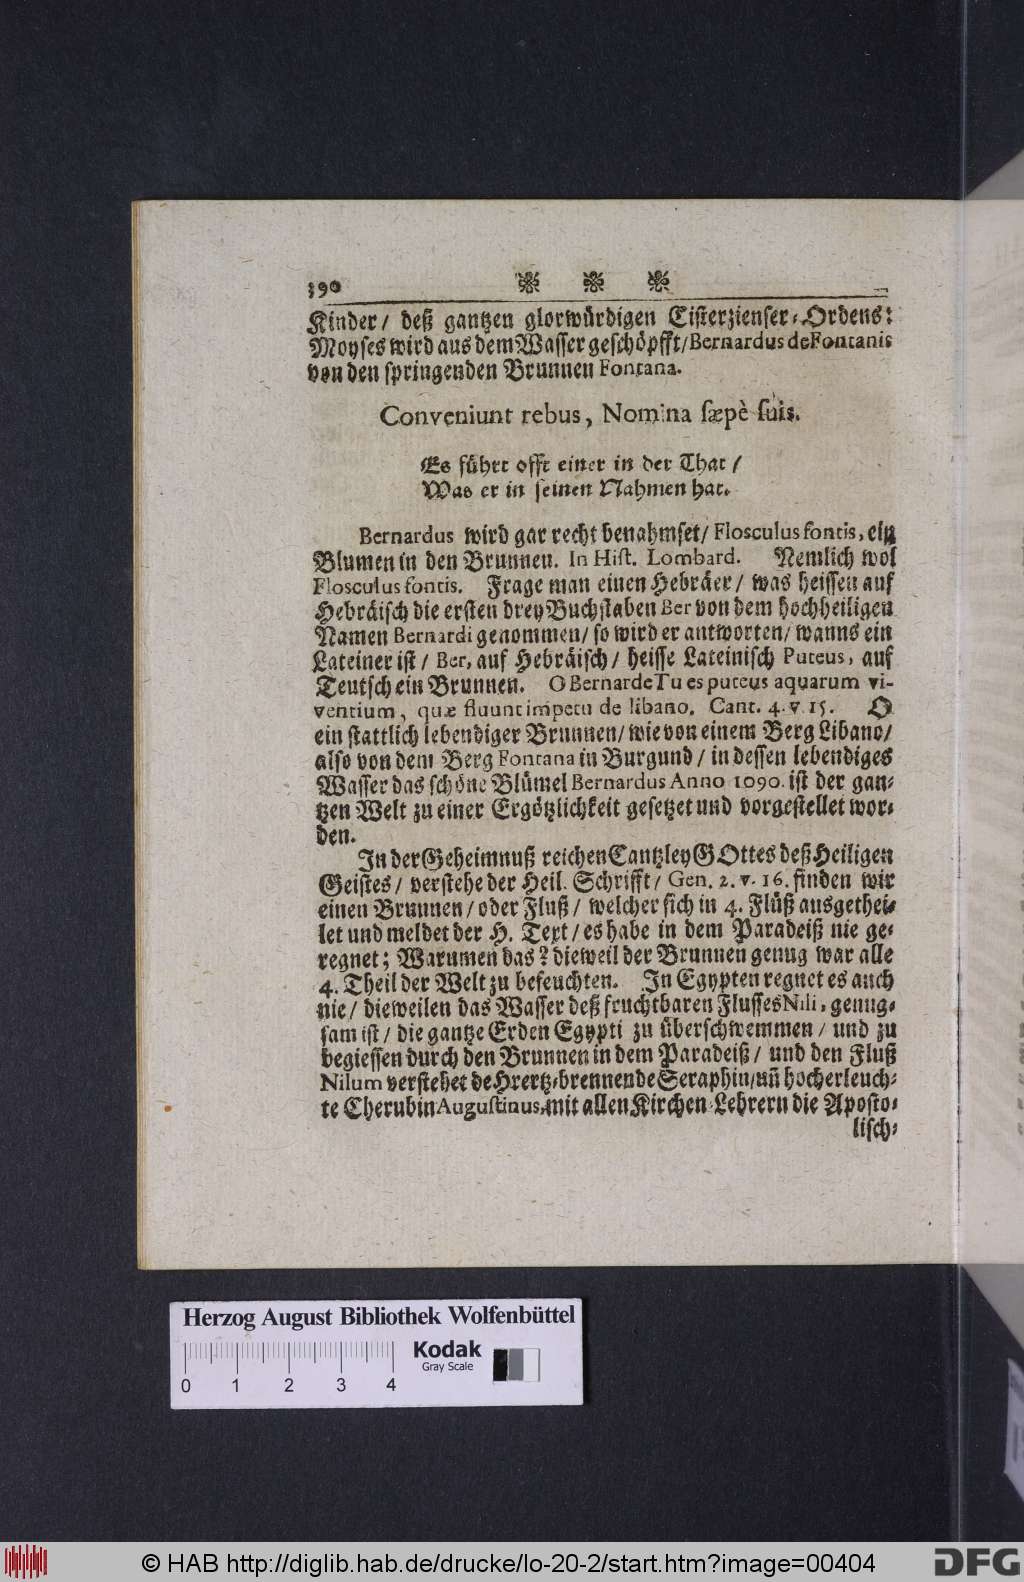 390
Kinder / deß gantzen glorwürdigen Cisterzienser-Ordens:
Moyses wird aus dem Wasser geschöpfft / Bernardus de Fontanis
von den springenden Brunnen Fontana.
Conveniunt rebus, Nomina sæpè suis.
Es führt offt einer in der That /
Was er in seinen Nahmen hat.
Bernardus wird gar recht benahmset / Flosculus fontis, ein
Blumen in den Brunnen. In Hist. Lombard. Nemlich wol
Flosculus fontis. Frage man einen Hebräer / was heissen auf
Hebräisch die ersten drey Buchstaben Ber von dem hochheiligen
Namen Bernardi genommen / so wird er antworten / wanns ein
Lateiner ist / Ber, auf Hebräisch / heisse Lateinisch Puteus, auf
Teutsch ein Brunnen. O Bernarde Tu es puteus aquarum vi-
ventium, quæ fluunt impetu de libano. Cant. 4. v. 15. O
ein stattlich lebendiger Brunnen / wie von einem Berg Libano /
also von dem Berg Fontana in Burgund / in dessen lebendiges
Wasser das schöne Blümel Bernardus Anno 1090. ist der gan-
tzen Welt zu einer Ergötzlichkeit gesetzet und vorgestellet wor-
den.
In der Geheimnuß reichen Cantzley GOttes deß Heiligen
Geistes / verstehe der Heil. Schrifft / Gen. 2. v. 16. finden wir
einen Brunnen / oder Fluß / welcher sich in 4. Flüß ausgethei-
let und meldet der H. Text / es habe in dem Paradeiß nie ge-
regnet; Warumen das? dieweil der Brunnen genug war alle
4. Theil der Welt zu befeuchten. In Egypten regnet es auch
nie / dieweilen das Wasser deß fruchtbaren Flusses Nili, genug-
sam ist / die gantze Erden Egypti zu überschwemmen / und zu
begiessen durch den Brunnen in dem Paradeiß / und den Fluß
Nilum verstehet de Hrertz-brennende Seraphin / uñ hocherleuch-
te Cherubin Augustinus, mit allen Kirchen-Lehrern die Aposto-
lisch-
Herzog August Bibliothek Wolfenbüttel
Kodak
Gray Scale
0 1 2 3 4
© HAB http://diglib.hab.de/drucke/lo-20-2/start.htm?image=00404
DFG